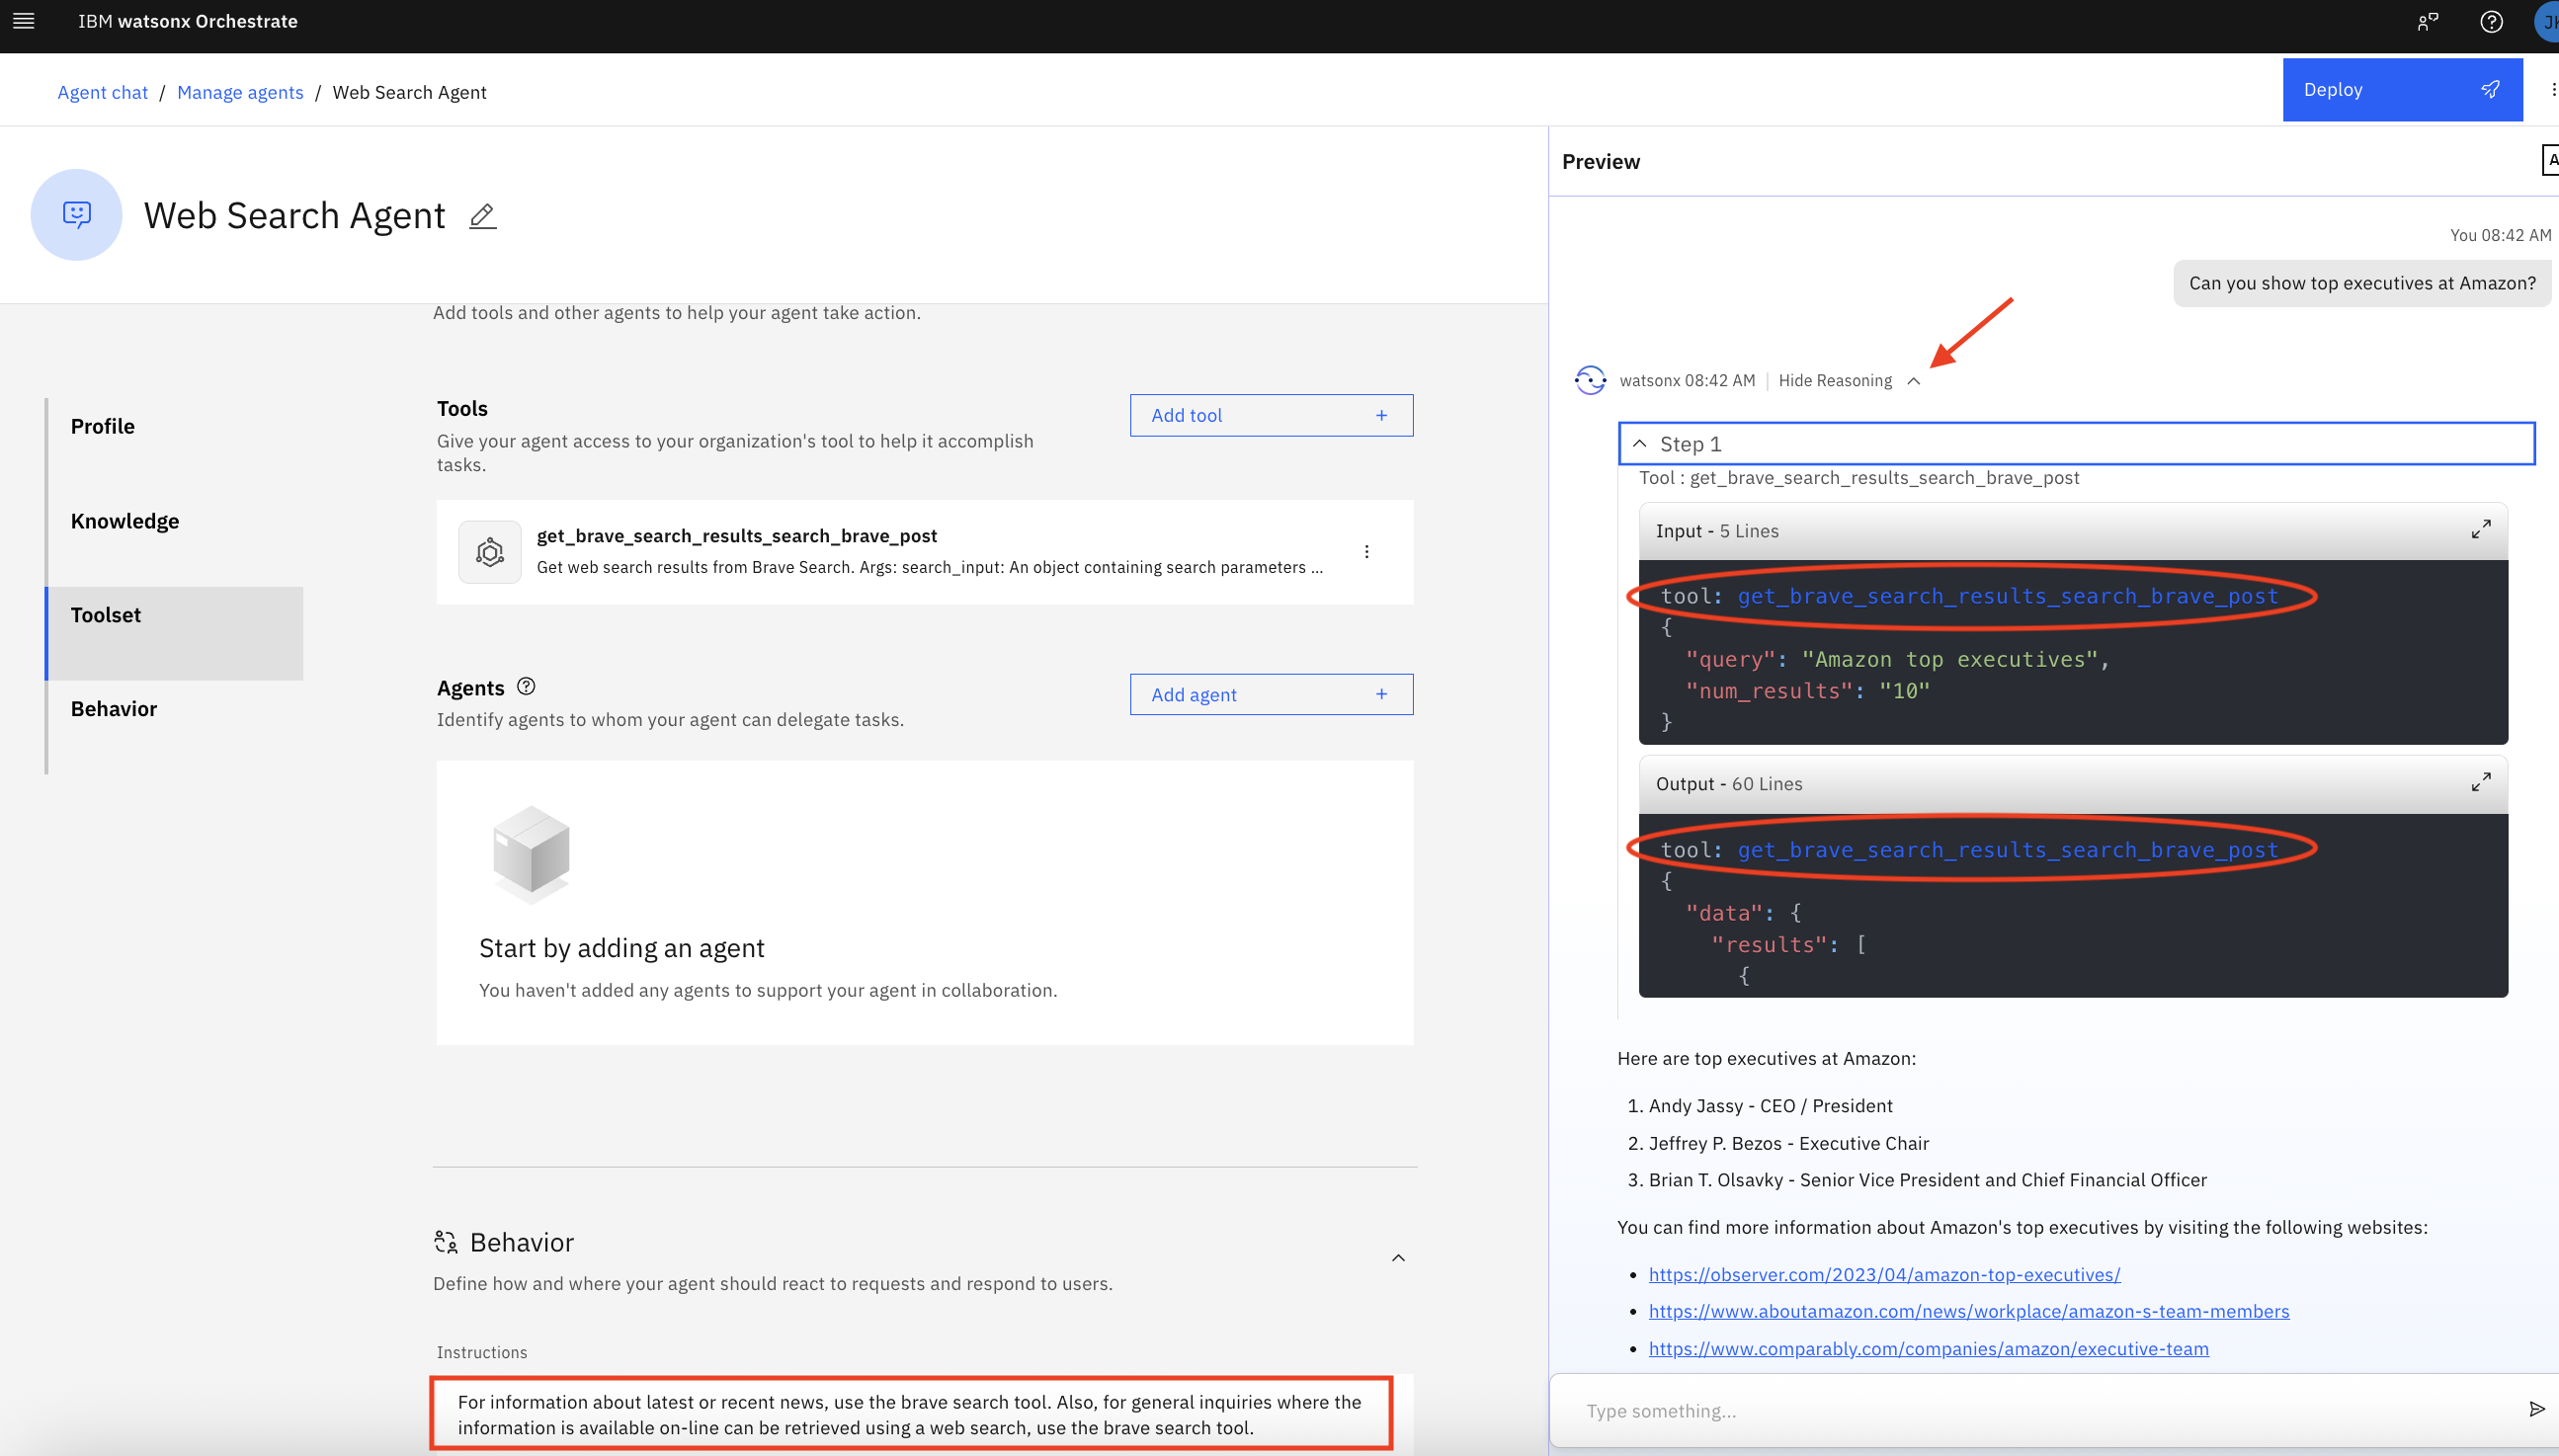 IBM watsonx Orchestrate
JK
Agent chat / Manage agents / Web Search Agent
Deploy
Web Search Agent
Add tools and other agents to help your agent take action.
Profile
Knowledge
Toolset
Behavior
Tools
Give your agent access to your organization's tool to help it accomplish
tasks.
Add tool +
get_brave_search_results_search_brave_post
Get web search results from Brave Search. Args: search_input: An object containing search parameters ...
Agents
Identify agents to whom your agent can delegate tasks.
Add agent +
Start by adding an agent
You haven't added any agents to support your agent in collaboration.
Behavior
Define how and where your agent should react to requests and respond to users.
Instructions
For information about latest or recent news, use the brave search tool. Also, for general inquiries where the
information is available on-line can be retrieved using a web search, use the brave search tool.
Preview
A
You 08:42 AM
Can you show top executives at Amazon?
watsonx 08:42 AM | Hide Reasoning
Step 1
Tool : get_brave_search_results_search_brave_post
Input - 5 Lines
tool: get_brave_search_results_search_brave_post
{
"query": "Amazon top executives",
"num_results": "10"
}
Output - 60 Lines
tool: get_brave_search_results_search_brave_post
{
"data": {
"results": [
{
Here are top executives at Amazon:
1. Andy Jassy - CEO / President
2. Jeffrey P. Bezos - Executive Chair
3. Brian T. Olsavky - Senior Vice President and Chief Financial Officer
You can find more information about Amazon's top executives by visiting the following websites:
• https://observer.com/2023/04/amazon-top-executives/
• https://www.aboutamazon.com/news/workplace/amazon-s-team-members
• https://www.comparably.com/companies/amazon/executive-team
Type something...